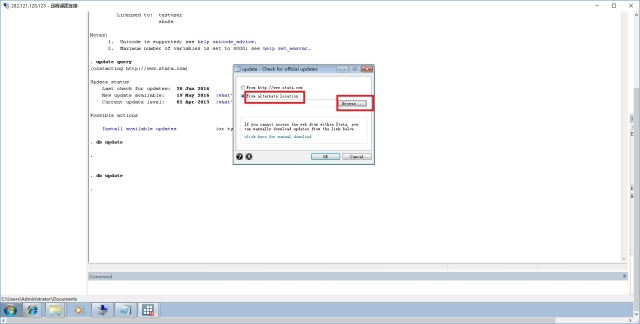 202.121.128.123 - 远程桌面连接
Licensed to: testuser
shufe
Notes:
1. Unicode is supported; see help unicode_advice.
2. Maximum number of variables is set to 5000; see help set_maxvar.
. update query
(contacting http://www.stata.com)
Update status
Last check for updates: 28 Jun 2016
New update available: 19 May 2016 (what'
Current update level: 02 Apr 2015 (what'
Possible actions
Install available updates (or ty
. db update
.
. db update
.
update - Check for official updates
From http://www.stata.com
From alternate location:
Browse...
If you cannot access the web from within Stata, you
can manually download updates from the link below
click here for manual download
OK Cancel
Command
C:\Users\Administrator\Documents